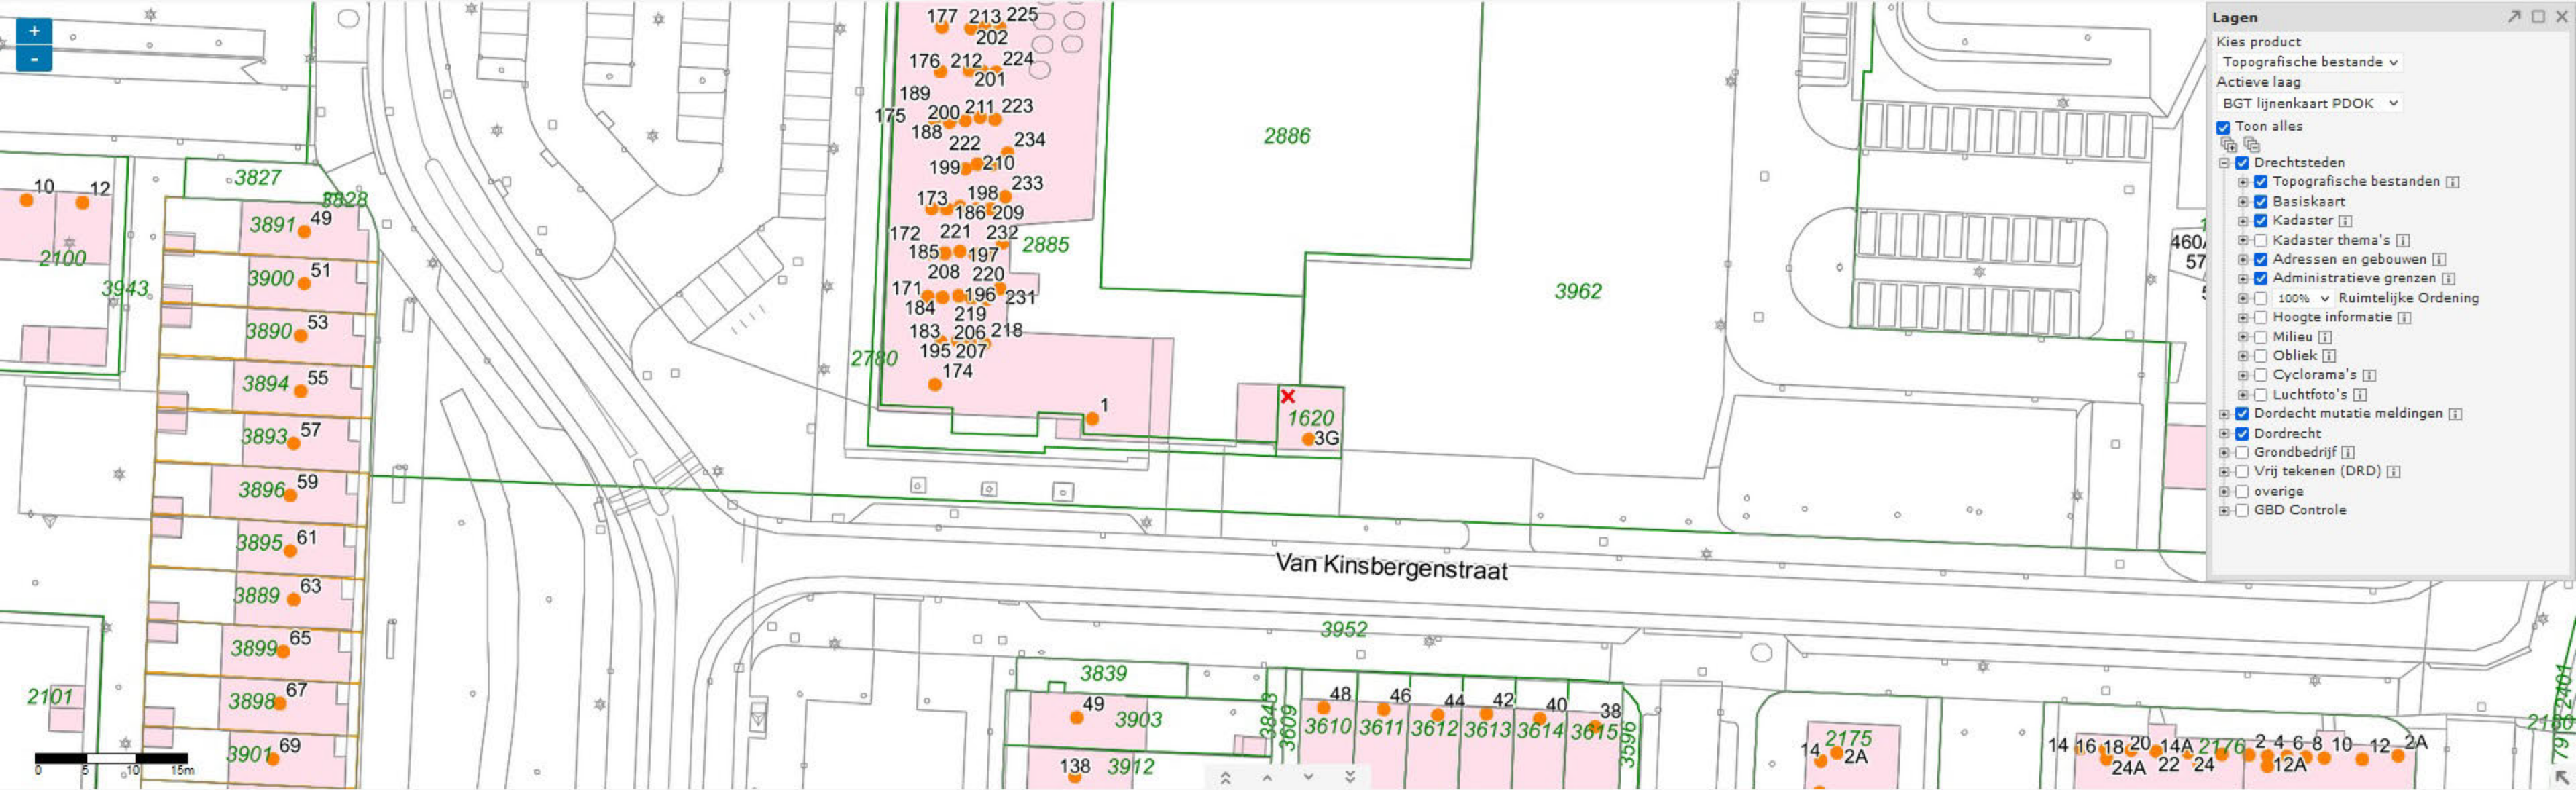 +
-
177 213 225
202
176 212 224
201
189
175 200 211 223
188
222 234
199 210
173 198 233
186 209
172 221 232
185 197
2885
208 220
171 196 231
184 219
183 206 218
195 207
2780
174
1
2886
3962
1620
3G
10 12
2100
3943
3827
3828
3891 49
3900 51
3890 53
3894 55
3893 57
3896 59
3895 61
3889 63
3899 65
3898 67
3901 69
2101
0 5 10 15m
Van Kinsbergenstraat
3952
3839
49 3903
138 3912
3843
3609
48 46 44 42 40 38
3610 3611 3612 3613 3614 3615
3596
14 2175
2A
14 16 18 20 14A 2176 2 4 6 8 10 12 2A
24A 22 24 12A
2401
2180
Lagen
Kies product
Topografische bestande
Actieve laag
BGT lijnenkaart PDOK
Toon alles
Drechtsteden
Topografische bestanden
Basiskaart
Kadaster
Kadaster thema's
Adressen en gebouwen
Administratieve grenzen
100% Ruimtelijke Ordening
Hoogte informatie
Milieu
Obliek
Cyclorama's
Luchtfoto's
Dordecht mutatie meldingen
Dordrecht
Grondbedrijf
Vrij tekenen (DRD)
overige
GBD Controle